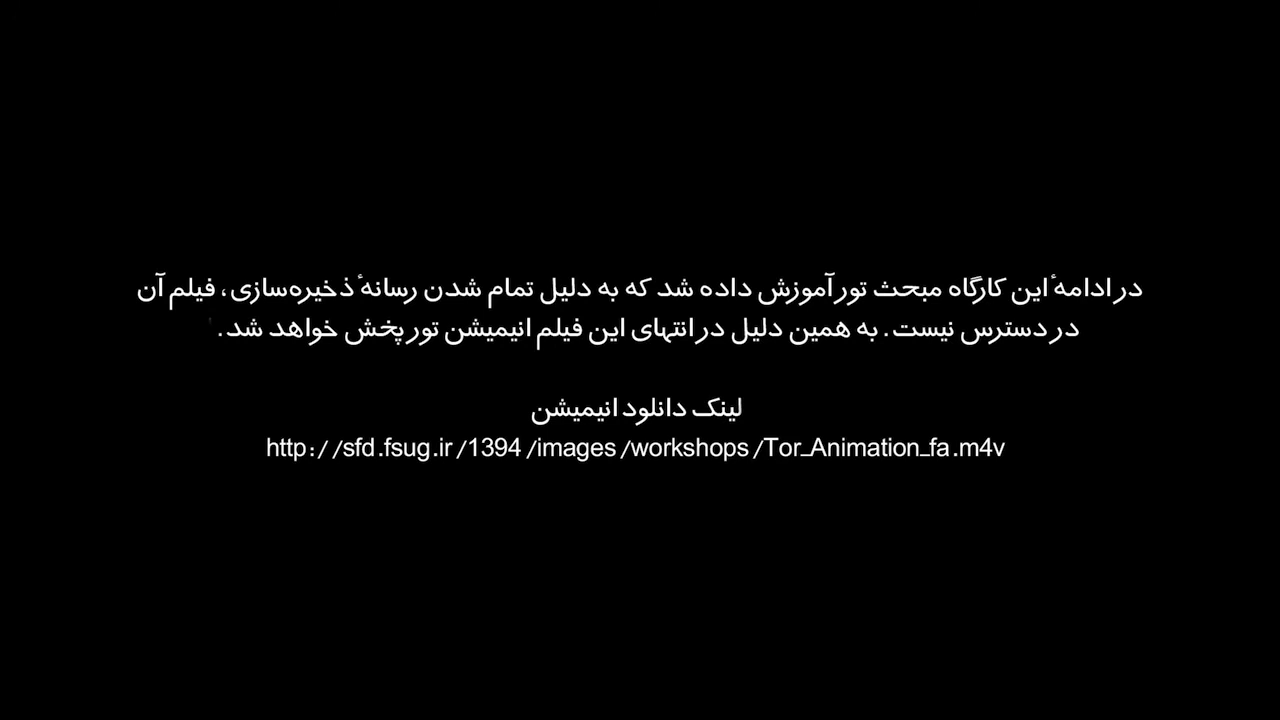 در ادامهٔ این کارگاه مبحث تور آموزش داده شد که به دلیل تمام شدن رسانهٔ ذخیره‌سازی، فیلم آن
در دسترس نیست. به همین دلیل در انتهای این فیلم انیمیشن تور پخش خواهد شد.
لینک دانلود انیمیشن
http://sfd.fsug.ir/1394/images/workshops/Tor_Animation_fa.m4v